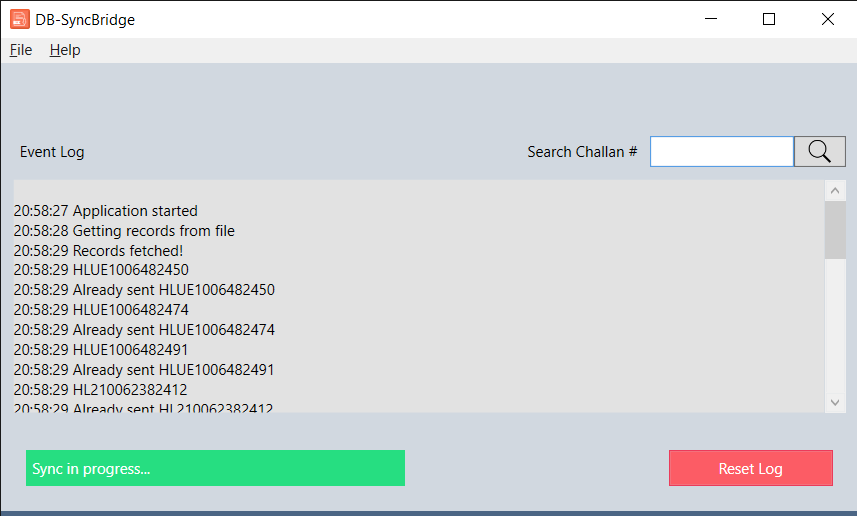 DB-SyncBridge
File Help
Event Log
Search Challan #
20:58:27 Application started
20:58:28 Getting records from file
20:58:29 Records fetched!
20:58:29 HLUE1006482450
20:58:29 Already sent HLUE1006482450
20:58:29 HLUE1006482474
20:58:29 Already sent HLUE1006482474
20:58:29 HLUE1006482491
20:58:29 Already sent HLUE1006482491
20:58:29 HL210062382412
20:58:29 Already sent HL210062382412
Sync in progress...
Reset Log